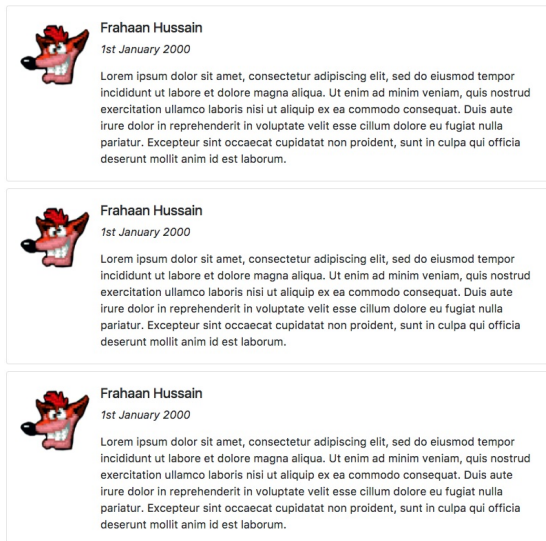 Frahaan Hussain
1st January 2000
Lorem ipsum dolor sit amet, consectetur adipiscing elit, sed do eiusmod tempor
incididunt ut labore et dolore magna aliqua. Ut enim ad minim veniam, quis nostrud
exercitation ullamco laboris nisi ut aliquip ex ea commodo consequat. Duis aute
irure dolor in reprehenderit in voluptate velit esse cillum dolore eu fugiat nulla
pariatur. Excepteur sint occaecat cupidatat non proident, sunt in culpa qui officia
deserunt mollit anim id est laborum.
Frahaan Hussain
1st January 2000
Lorem ipsum dolor sit amet, consectetur adipiscing elit, sed do eiusmod tempor
incididunt ut labore et dolore magna aliqua. Ut enim ad minim veniam, quis nostrud
exercitation ullamco laboris nisi ut aliquip ex ea commodo consequat. Duis aute
irure dolor in reprehenderit in voluptate velit esse cillum dolore eu fugiat nulla
pariatur. Excepteur sint occaecat cupidatat non proident, sunt in culpa qui officia
deserunt mollit anim id est laborum.
Frahaan Hussain
1st January 2000
Lorem ipsum dolor sit amet, consectetur adipiscing elit, sed do eiusmod tempor
incididunt ut labore et dolore magna aliqua. Ut enim ad minim veniam, quis nostrud
exercitation ullamco laboris nisi ut aliquip ex ea commodo consequat. Duis aute
irure dolor in reprehenderit in voluptate velit esse cillum dolore eu fugiat nulla
pariatur. Excepteur sint occaecat cupidatat non proident, sunt in culpa qui officia
deserunt mollit anim id est laborum.